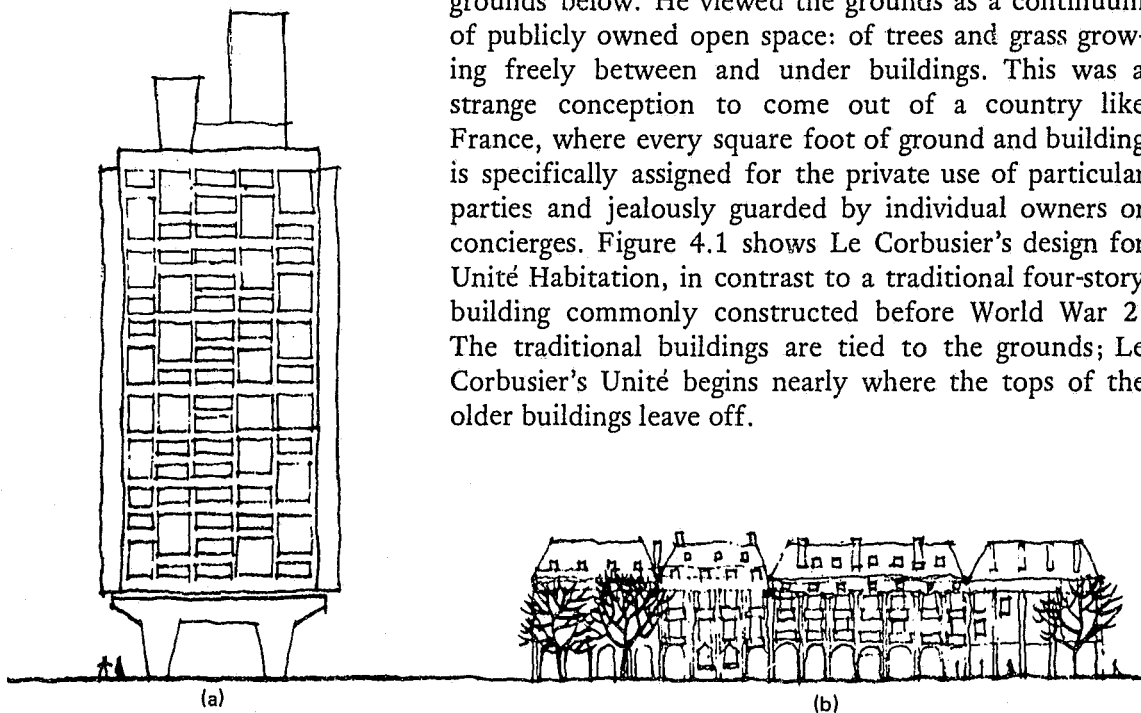 grounds below. He viewed the grounds as a continuum
of publicly owned open space: of trees and grass grow-
ing freely between and under buildings. This was a
strange conception to come out of a country like
France, where every square foot of ground and building
is specifically assigned for the private use of particular
parties and jealously guarded by individual owners or
concierges. Figure 4.1 shows Le Corbusier's design for
Unité Habitation, in contrast to a traditional four-story
building commonly constructed before World War 2
The traditional buildings are tied to the grounds; Le
Corbusier's Unité begins nearly where the tops of the
older buildings leave off.
(a)
(b)